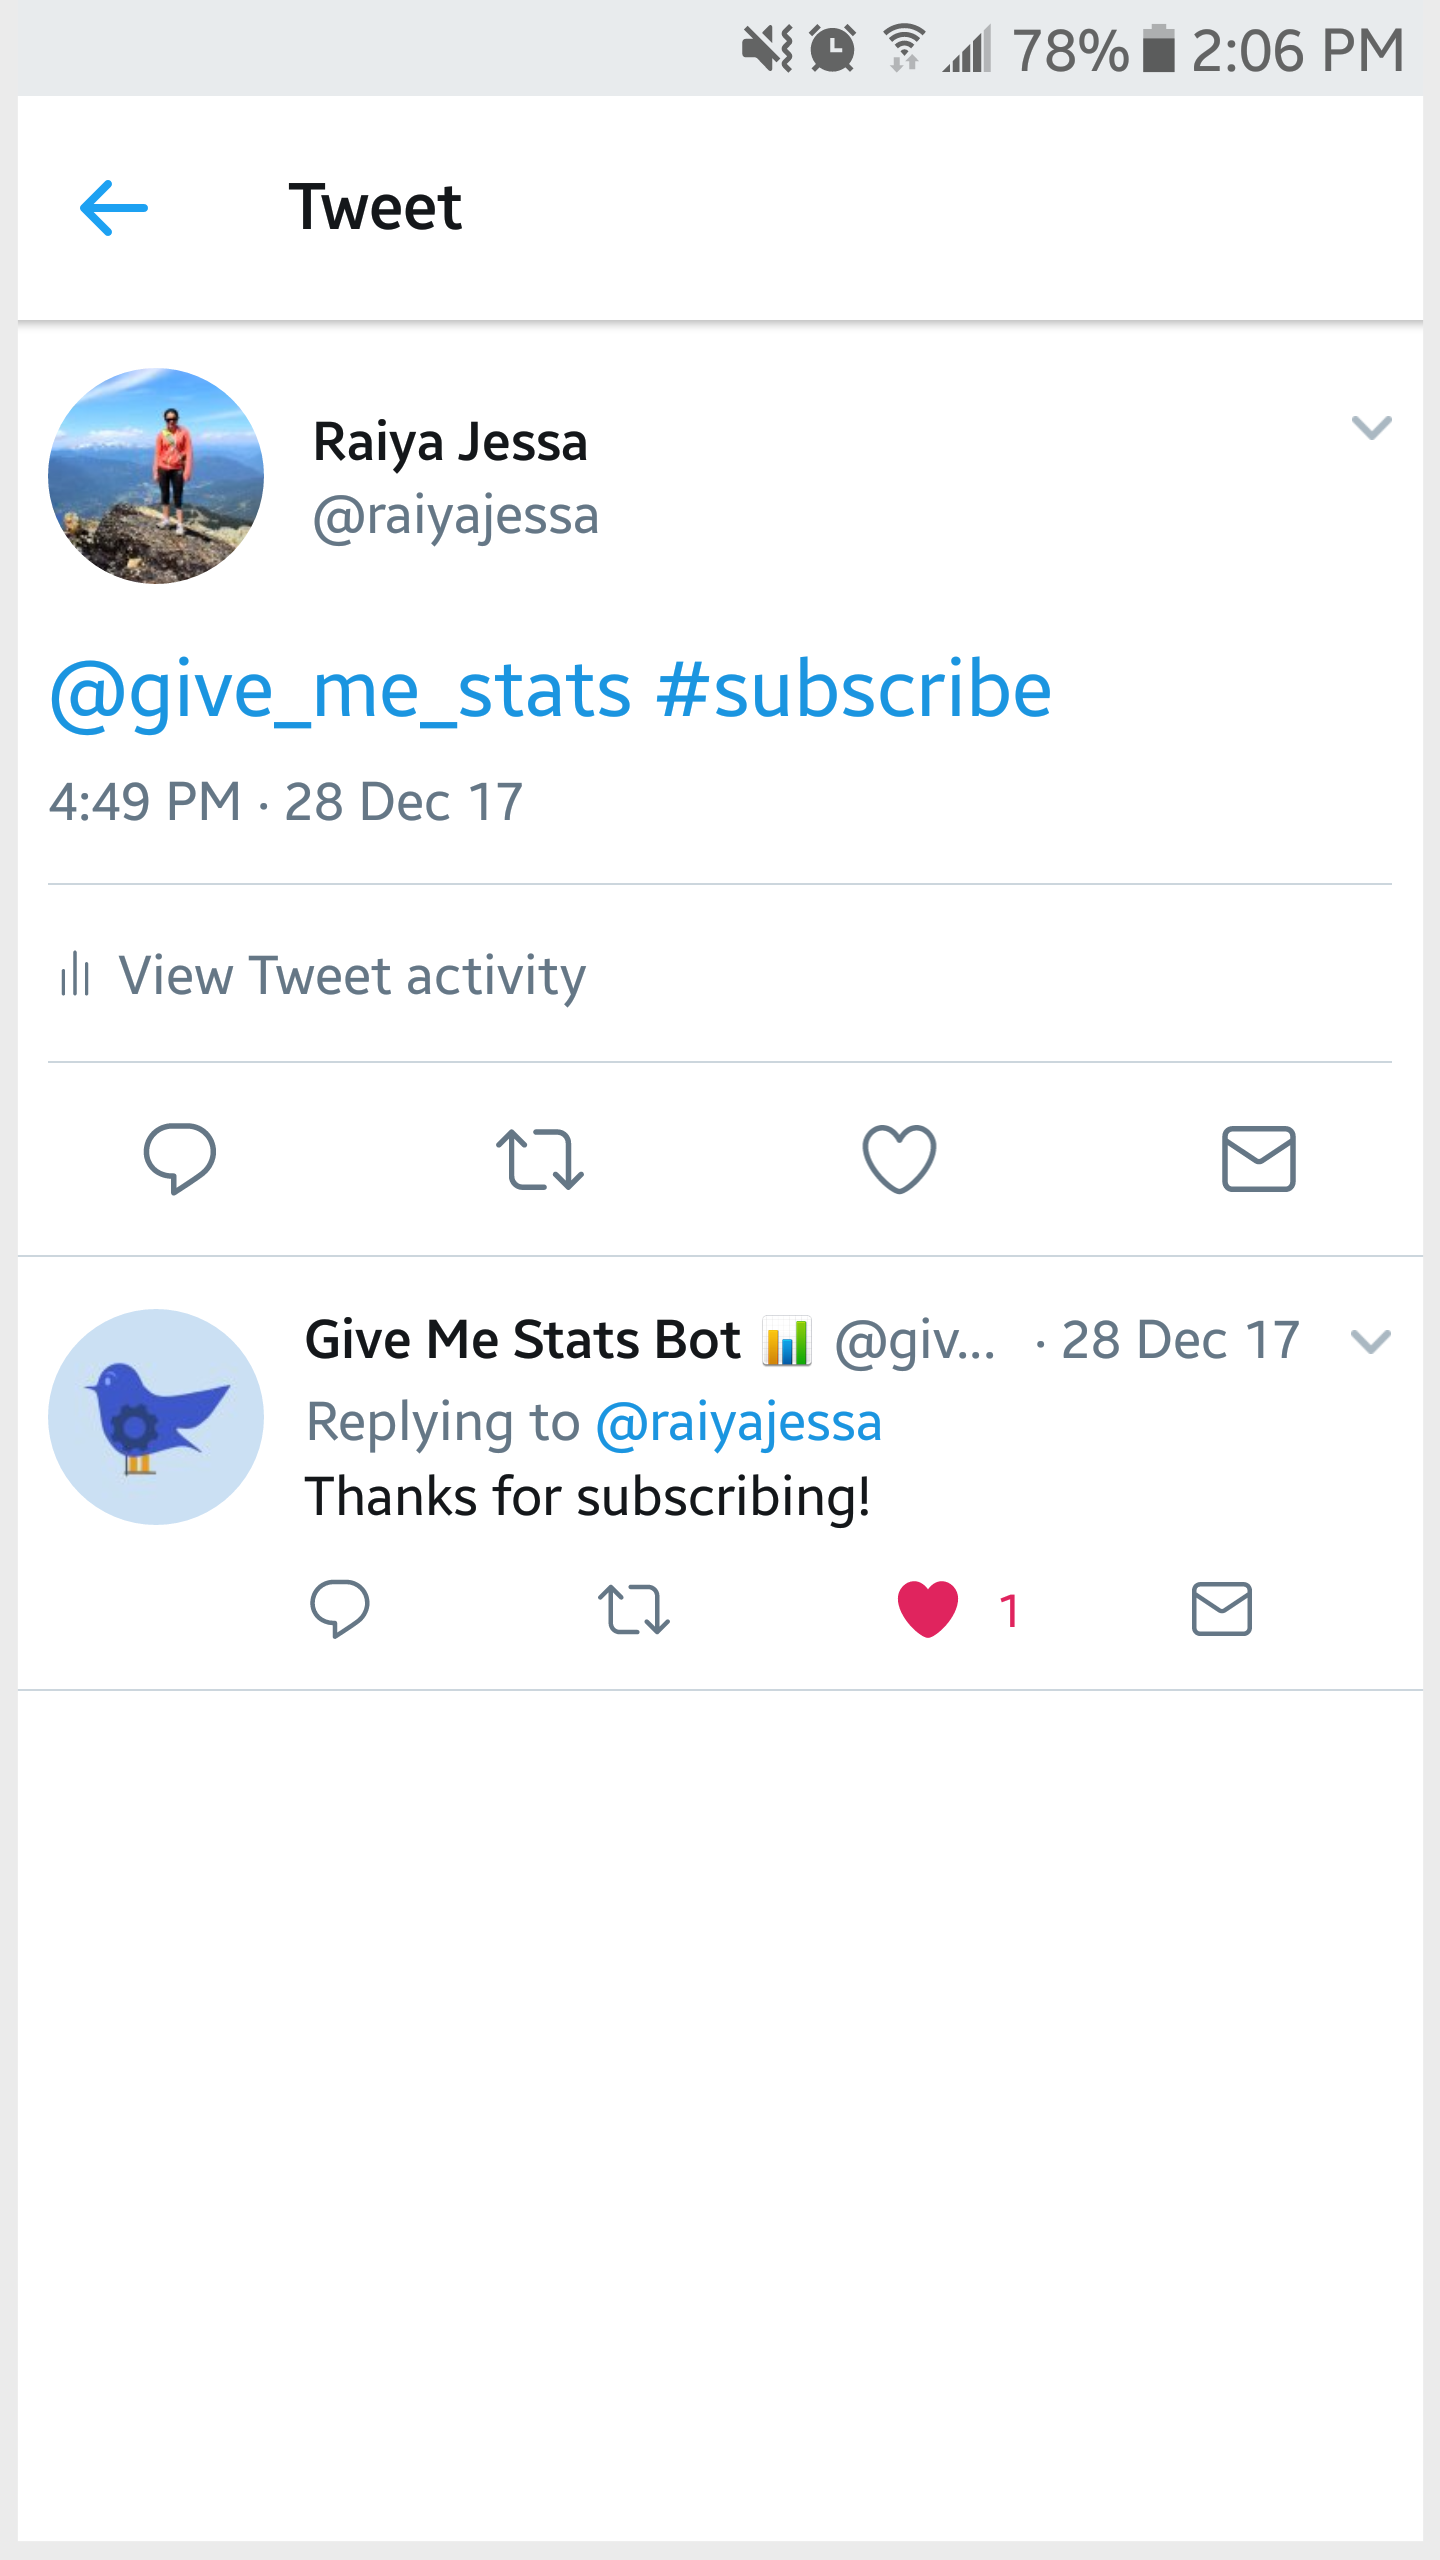 78% 2:06 PM
Tweet
Raiya Jessa
@raiyajessa
@give_me_stats #subscribe
4:49 PM · 28 Dec 17
View Tweet activity
Give Me Stats Bot 📊 @giv... · 28 Dec 17
Replying to @raiyajessa
Thanks for subscribing!
1